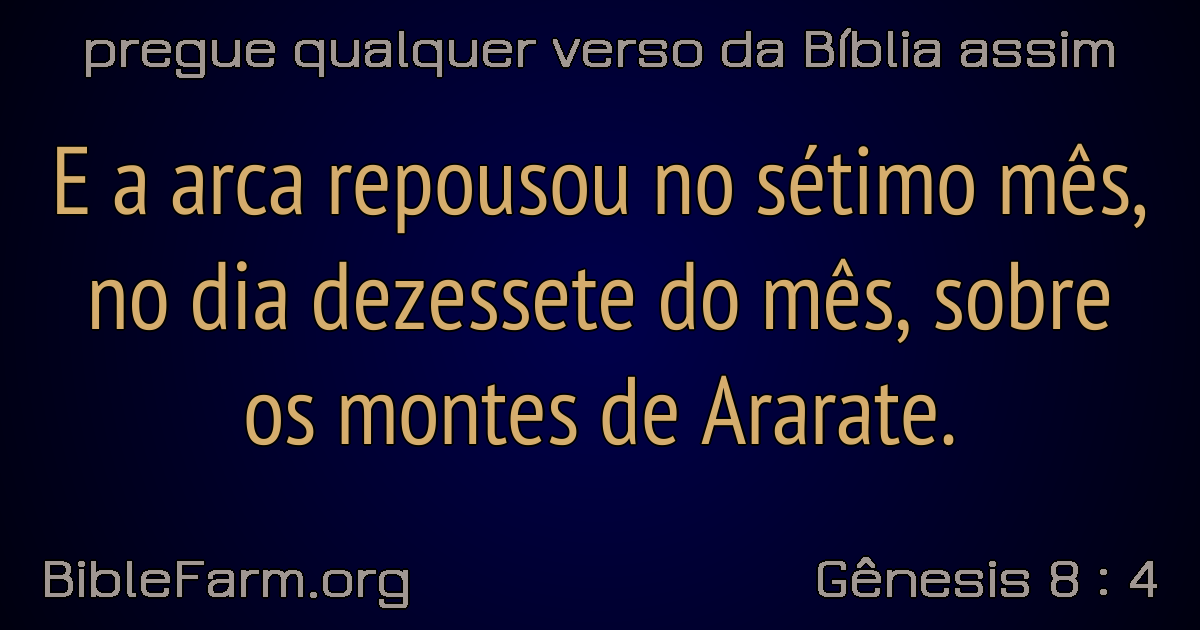 pregue qualquer verso da Bíblia assim
E a arca repousou no sétimo mês,
no dia dezessete do mês, sobre
os montes de Ararate.
BibleFarm.org
Gênesis 8 : 4